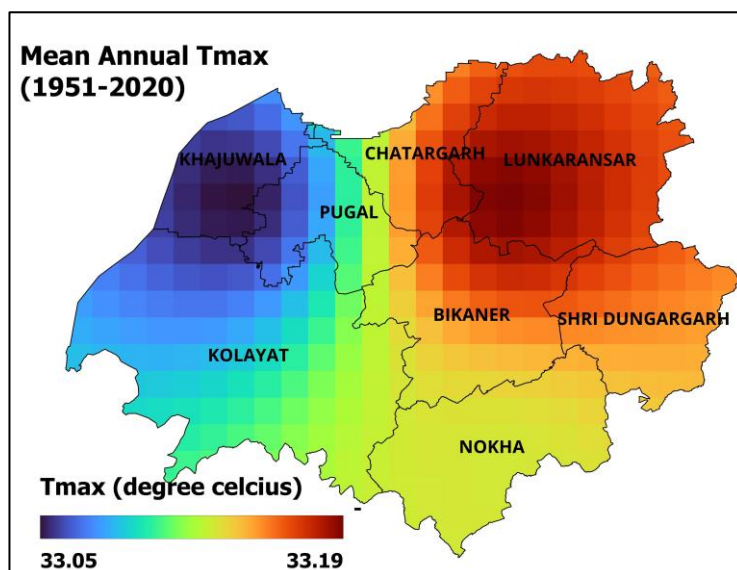 Mean Annual Tmax
(1951-2020)
KHAJUWALA
CHATARGARH
LUNKARANSAR
PUGAL
BIKANER
SHRI DUNGARGARH
KOLAYAT
NOKHA
Tmax (degree celcius)
33.05 33.19